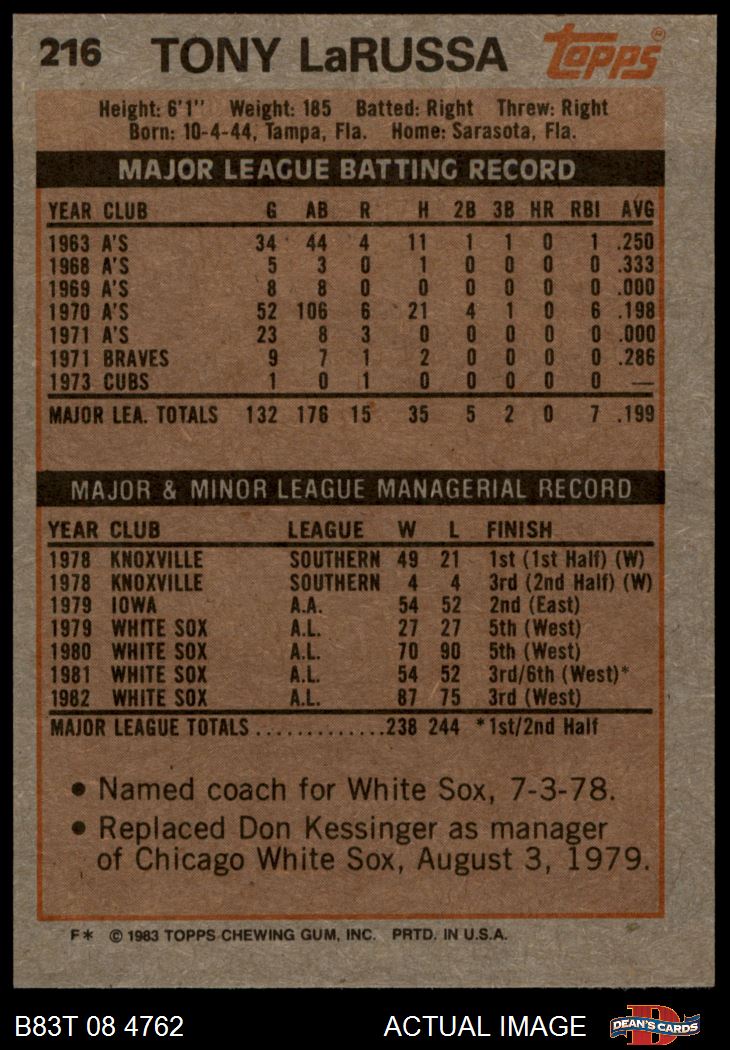 216 TONY LaRUSSA Topps®
Height: 6'1" Weight: 185 Batted: Right Threw: Right
Born: 10-4-44, Tampa, Fla. Home: Sarasota, Fla.
MAJOR LEAGUE BATTING RECORD
YEAR CLUB G AB R H 2B 3B HR RBI AVG
1963 A'S 34 44 4 11 1 1 0 1 .250
1968 A'S 5 3 0 1 0 0 0 0 .333
1969 A'S 8 8 0 0 0 0 0 0 .000
1970 A'S 52 106 6 21 4 1 0 6 .198
1971 A'S 23 8 3 0 0 0 0 0 .000
1971 BRAVES 9 7 1 2 0 0 0 0 .286
1973 CUBS 1 0 1 0 0 0 0 0 —
MAJOR LEA. TOTALS 132 176 15 35 5 2 0 7 .199
MAJOR & MINOR LEAGUE MANAGERIAL RECORD
YEAR CLUB LEAGUE W L FINISH
1978 KNOXVILLE SOUTHERN 49 21 1st (1st Half) (W)
1978 KNOXVILLE SOUTHERN 4 4 3rd (2nd Half) (W)
1979 IOWA A.A. 54 52 2nd (East)
1979 WHITE SOX A.L. 27 27 5th (West)
1980 WHITE SOX A.L. 70 90 5th (West)
1981 WHITE SOX A.L. 54 52 3rd/6th (West)*
1982 WHITE SOX A.L. 87 75 3rd (West)
MAJOR LEAGUE TOTALS .............238 244 *1st/2nd Half
• Named coach for White Sox, 7-3-78.
• Replaced Don Kessinger as manager
of Chicago White Sox, August 3, 1979.
F* © 1983 TOPPS CHEWING GUM, INC. PRTD. IN U.S.A.
B83T 08 4762 ACTUAL IMAGE D DEAN'S CARDS